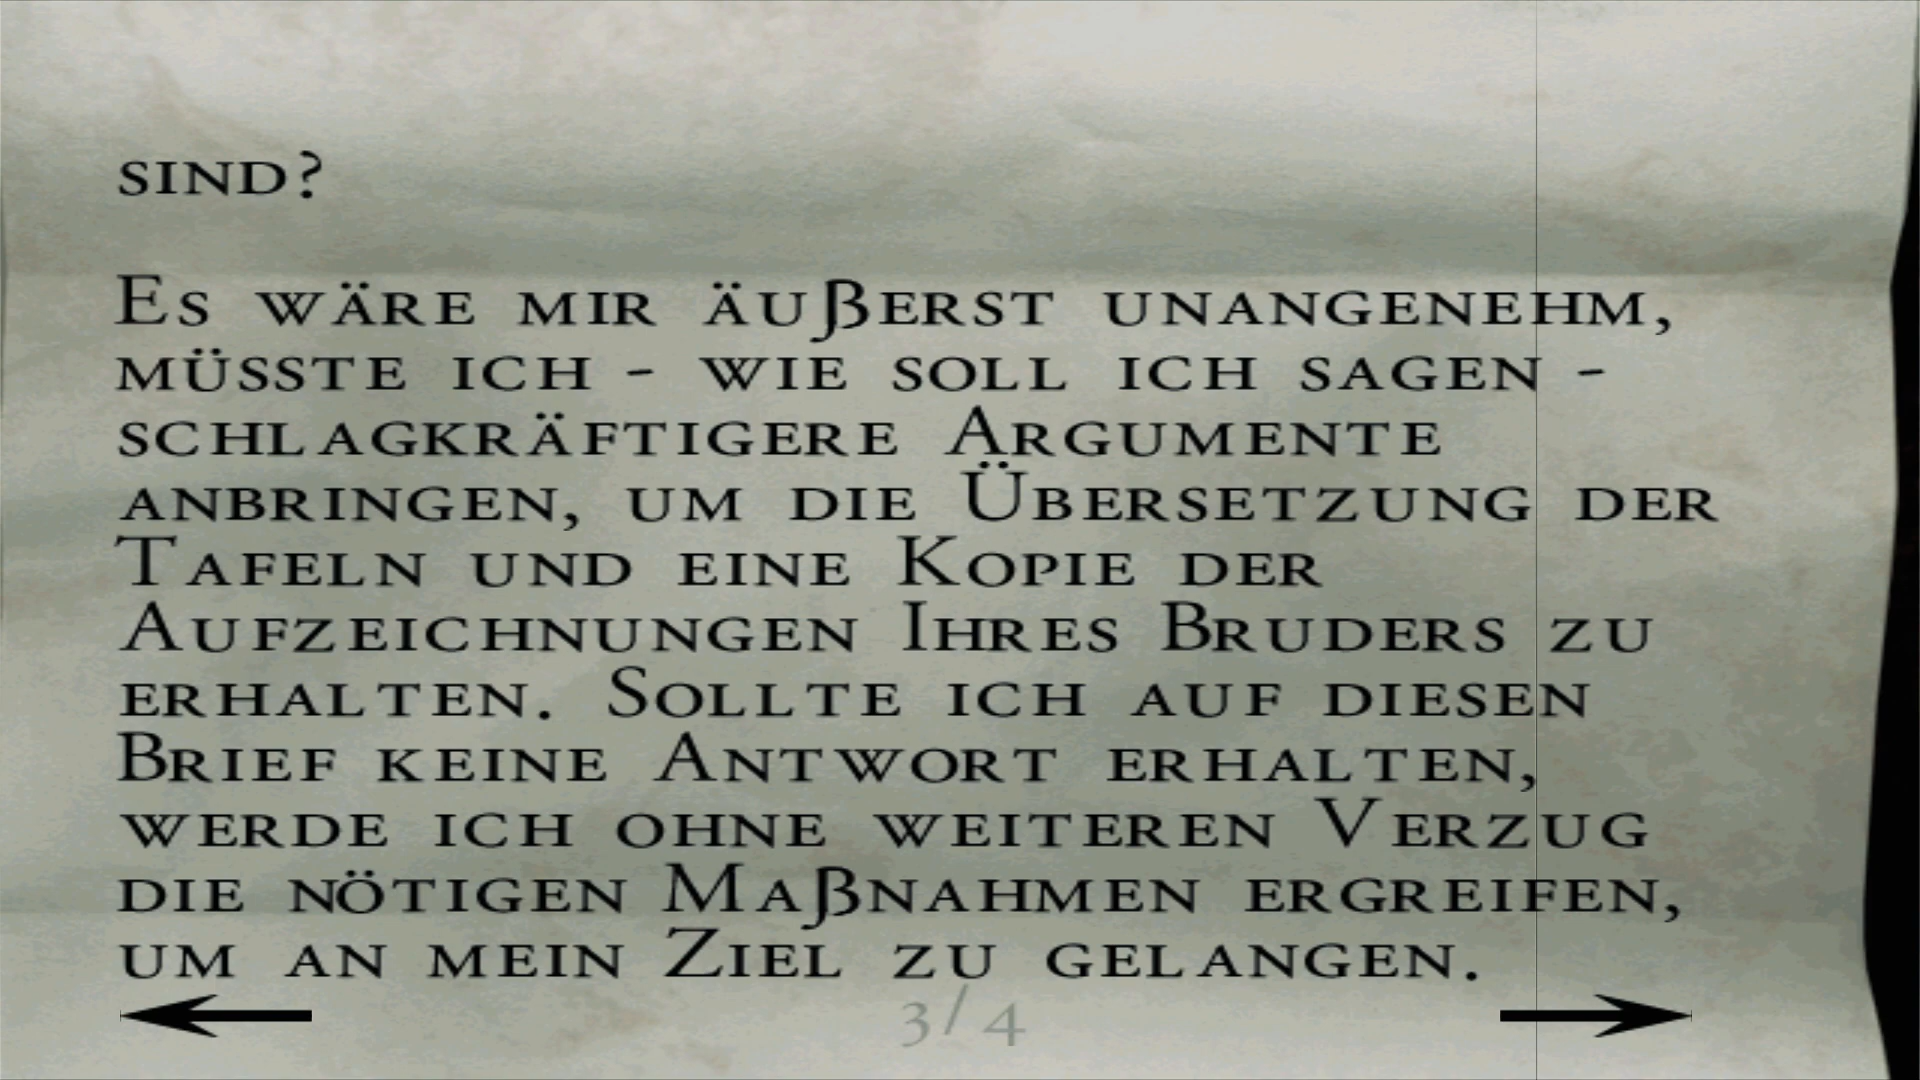 sind?
Es wäre mir äußerst unangenehm,
müsste ich - wie soll ich sagen -
schlagkräftigere Argumente
anbringen, um die Übersetzung der
Tafeln und eine Kopie der
Aufzeichnungen Ihres Bruders zu
erhalten. Sollte ich auf diesen
Brief keine Antwort erhalten,
werde ich ohne weiteren Verzug
die nötigen Maßnahmen ergreifen,
um an mein Ziel zu gelangen.
3/4